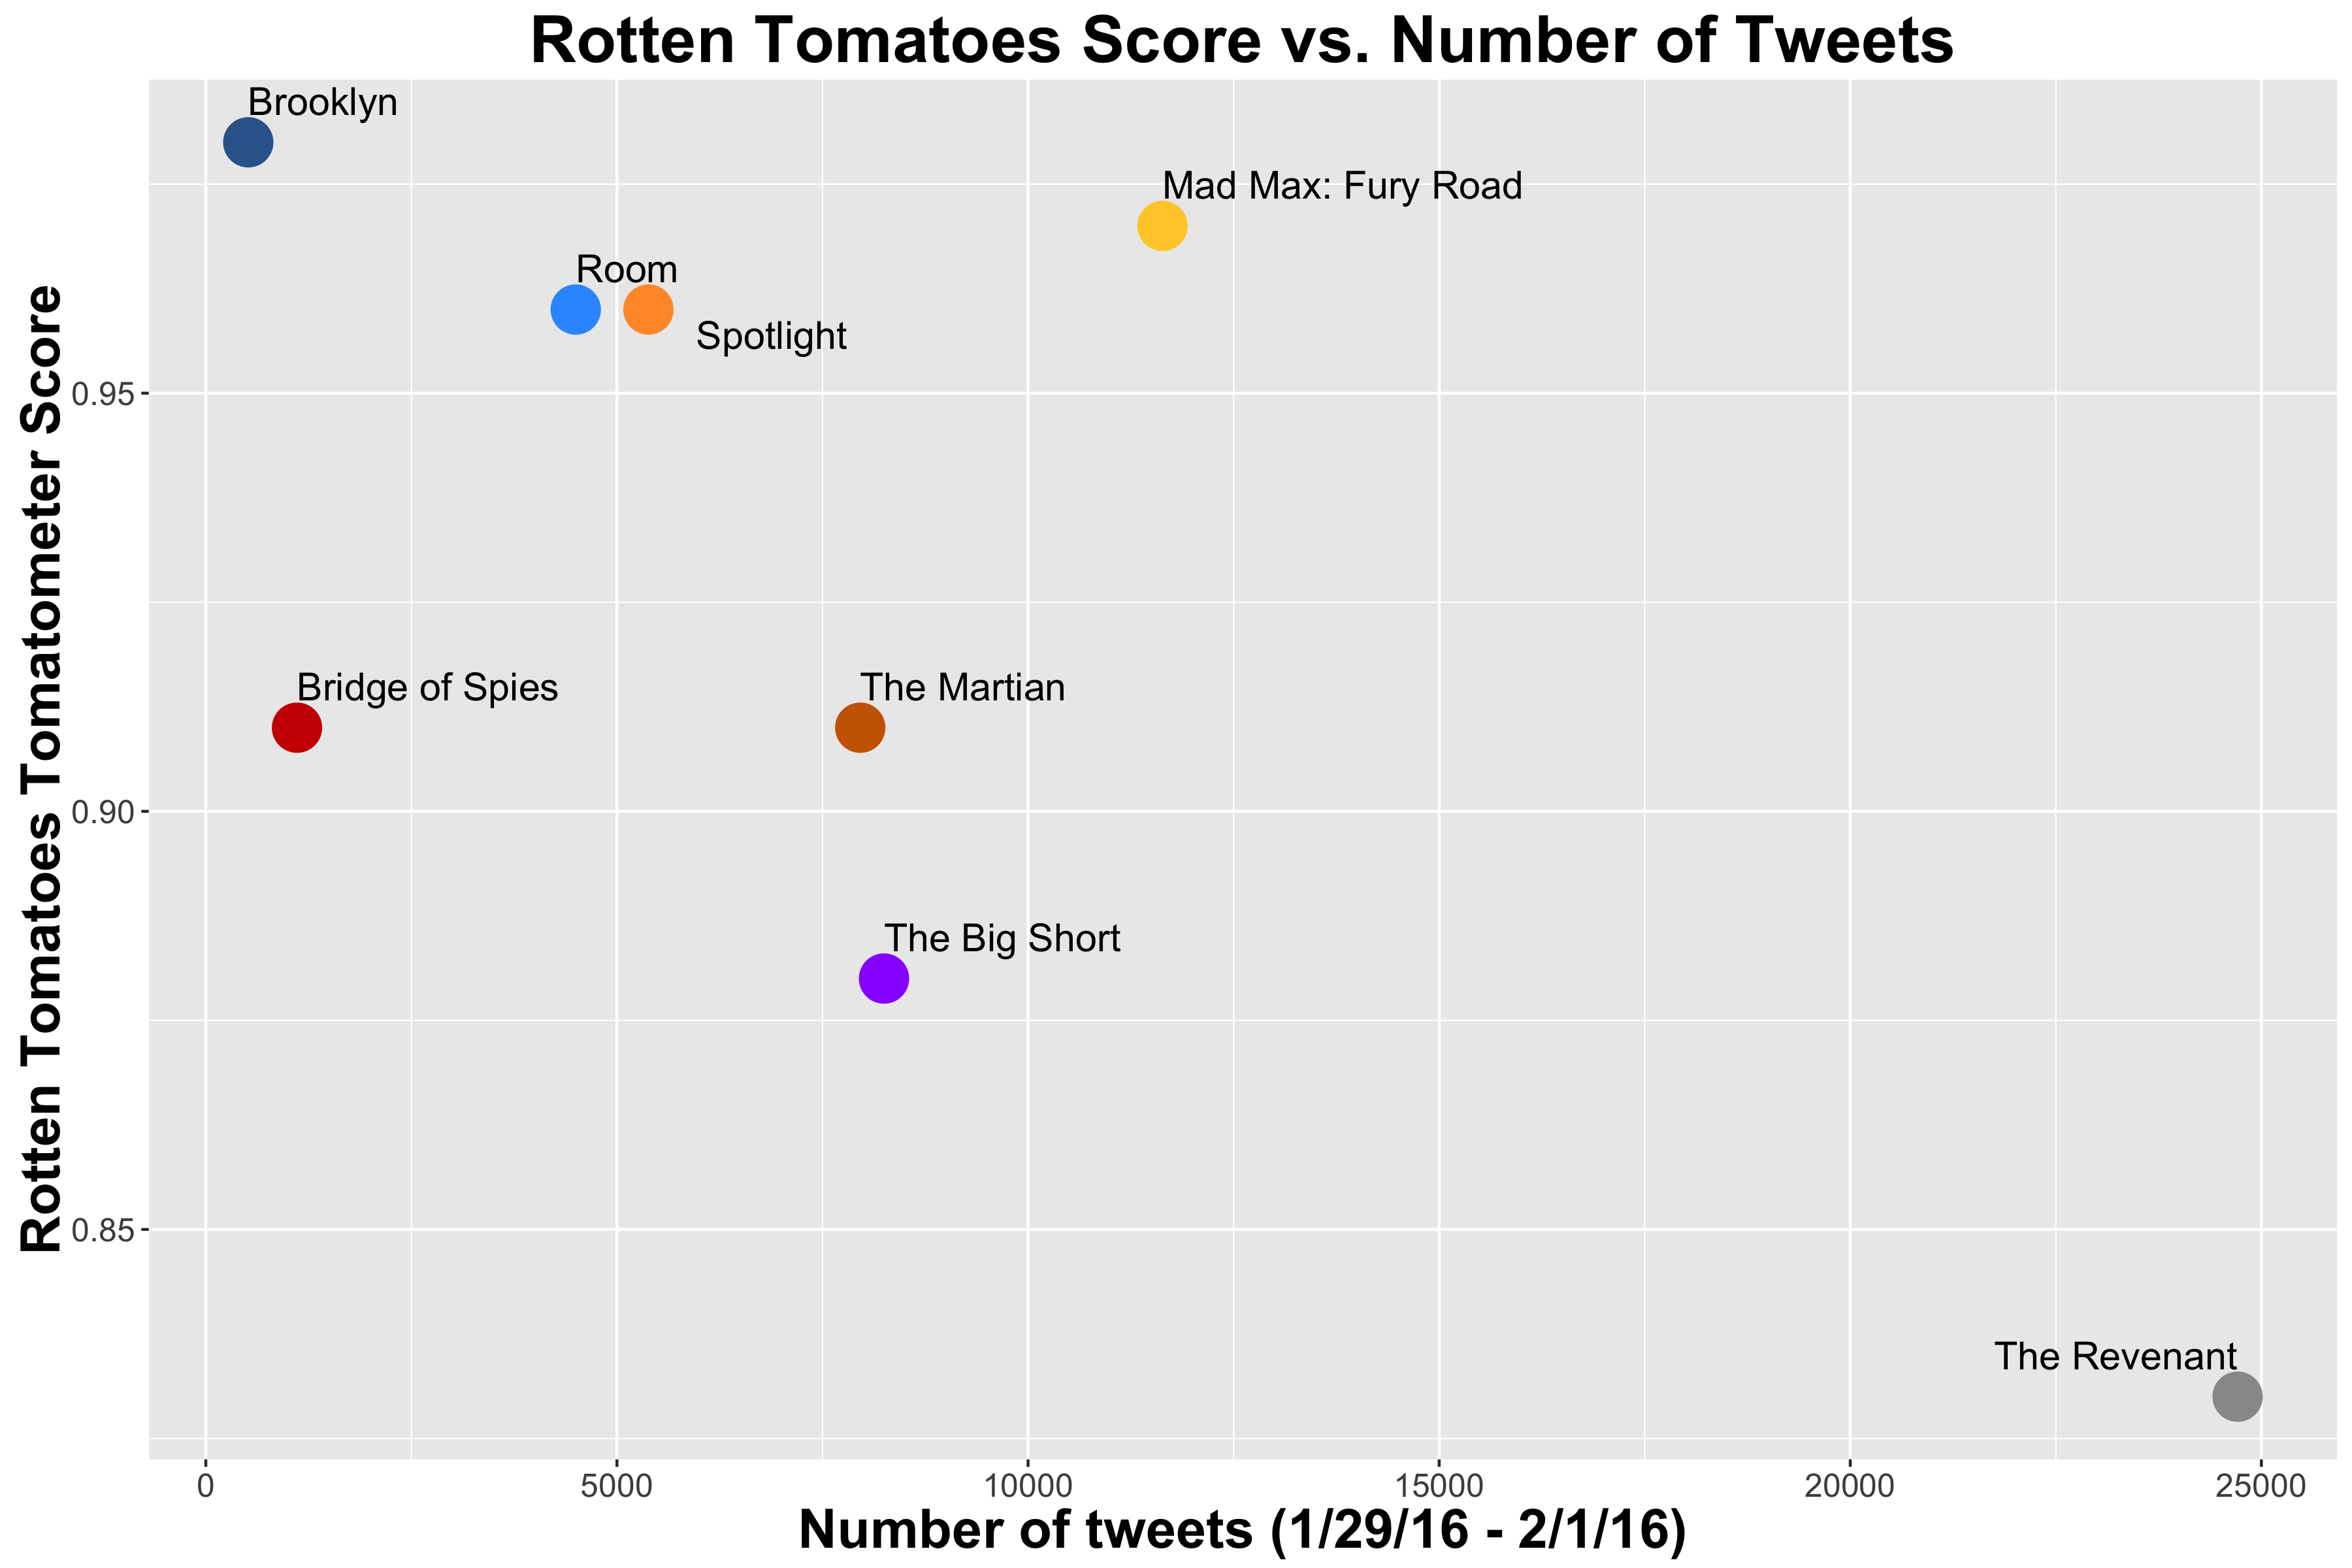 Rotten Tomatoes Score vs. Number of Tweets
Brooklyn
Mad Max: Fury Road
Room
Spotlight
Bridge of Spies
The Martian
The Big Short
The Revenant
Rotten Tomatoes Tomatometer Score
0.95
0.90
0.85
0
5000
10000
15000
20000
25000
Number of tweets (1/29/16 - 2/1/16)